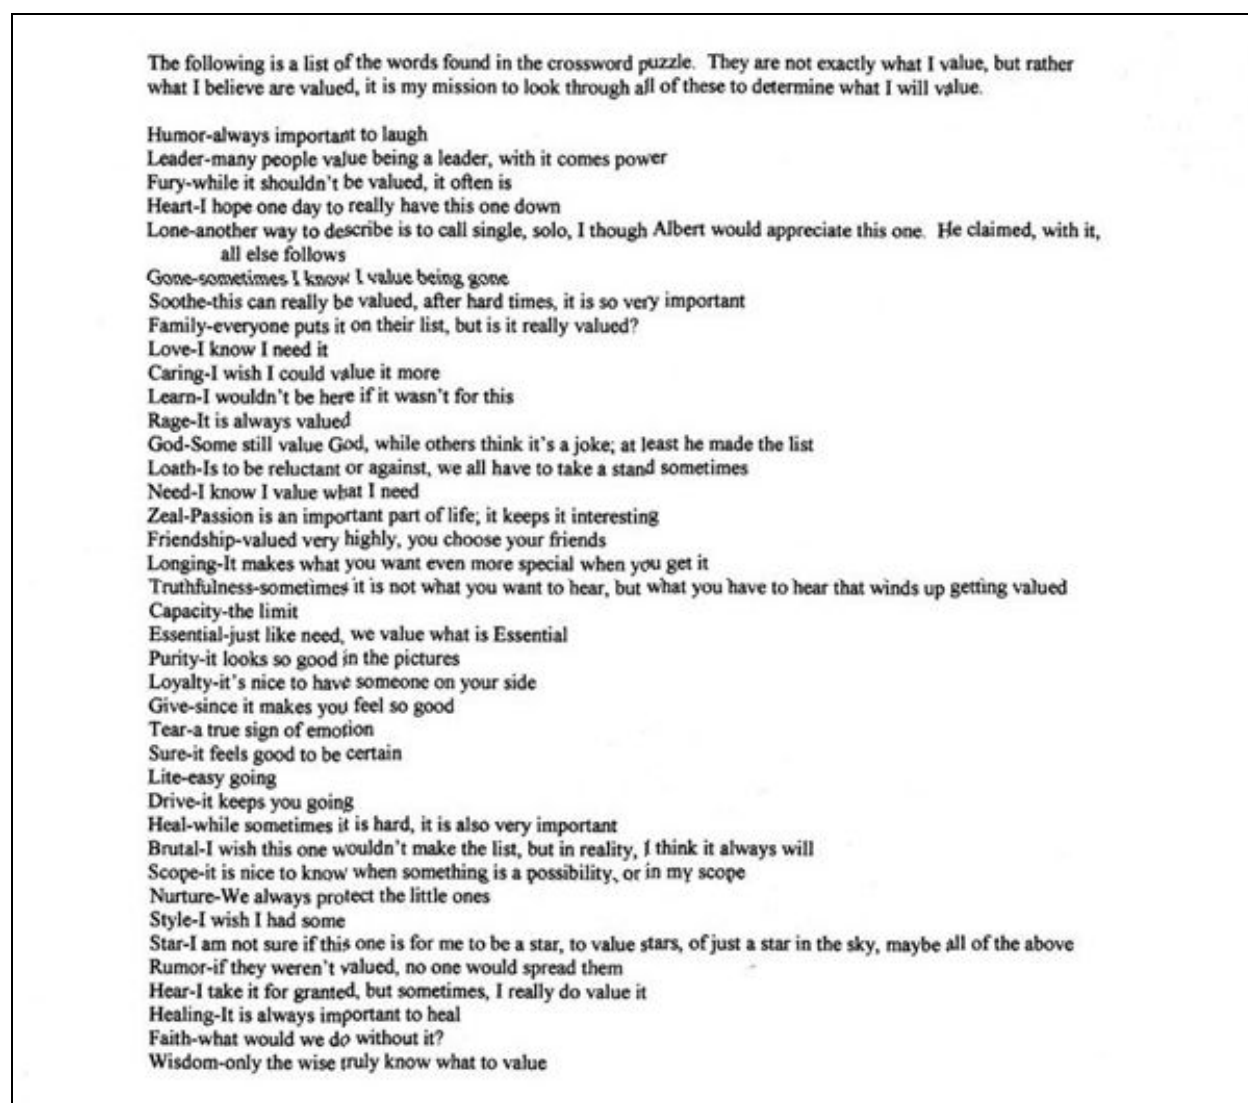 The following is a list of the words found in the crossword puzzle. They are not exactly what I value, but rather
what I believe are valued, it is my mission to look through all of these to determine what I will value.
Humor-always important to laugh
Leader-many people value being a leader, with it comes power
Fury-while it shouldn't be valued, it often is
Heart-I hope one day to really have this one down
Lone-another way to describe is to call single, solo, I though Albert would appreciate this one. He claimed, with it,
all else follows
Gone-sometimes I know I value being gone
Soothe-this can really be valued, after hard times, it is so very important
Family-everyone puts it on their list, but is it really valued?
Love-I know I need it
Caring-I wish I could value it more
Learn-I wouldn't be here if it wasn't for this
Rage-It is always valued
God-Some still value God, while others think it's a joke; at least he made the list
Loath-Is to be reluctant or against, we all have to take a stand sometimes
Need-I know I value what I need
Zeal-Passion is an important part of life; it keeps it interesting
Friendship-valued very highly, you choose your friends
Longing-It makes what you want even more special when you get it
Truthfulness-sometimes it is not what you want to hear, but what you have to hear that winds up getting valued
Capacity-the limit
Essential-just like need, we value what is Essential
Purity-it looks so good in the pictures
Loyalty-it's nice to have someone on your side
Give-since it makes you feel so good
Tear-a true sign of emotion
Sure-it feels good to be certain
Lite-easy going
Drive-it keeps you going
Heal-while sometimes it is hard, it is also very important
Brutal-I wish this one wouldn't make the list, but in reality, I think it always will
Scope-it is nice to know when something is a possibility, or in my scope
Nurture-We always protect the little ones
Style-I wish I had some
Star-I am not sure if this one is for me to be a star, to value stars, of just a star in the sky, maybe all of the above
Rumor-if they weren't valued, no one would spread them
Hear-I take it for granted, but sometimes, I really do value it
Healing-It is always important to heal
Faith-what would we do without it?
Wisdom-only the wise truly know what to value